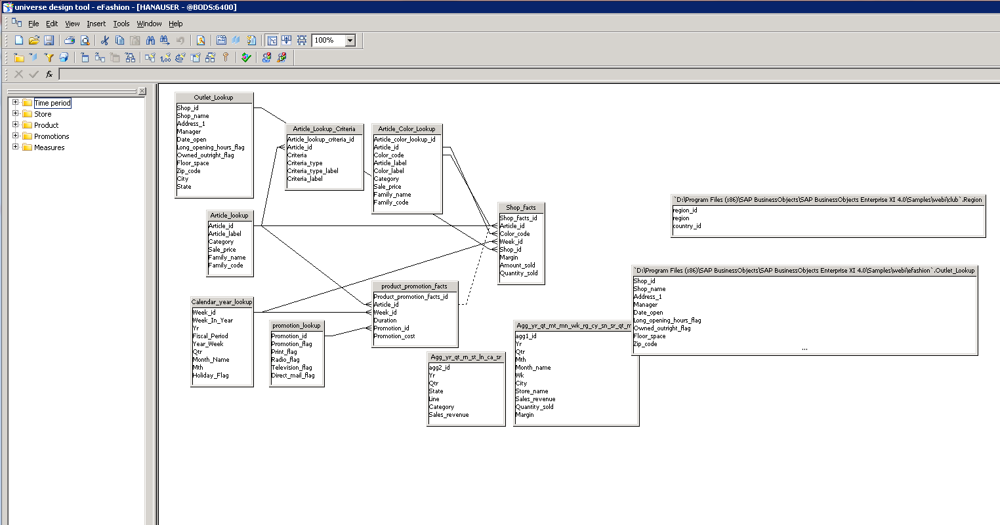 universe design tool - eFashion - [HANAUSER - @BODS:6400]
File Edit View Insert Tools Window Help
100%
fx
Time period
Store
Product
Promotions
Measures
Outlet_Lookup
Shop_id
Shop_name
Address_1
Manager
Date_open
Long_opening_hours_flag
Owned_outright_flag
Floor_space
Zip_code
City
State
Article_Lookup_Criteria
Article_lookup_criteria_id
Article_id
Criteria
Criteria_type
Criteria_type_label
Criteria_label
Article_Color_Lookup
Article_color_lookup_id
Article_id
Color_code
Article_label
Color_label
Category
Sale_price
Family_name
Family_code
Article_lookup
Article_id
Article_label
Category
Sale_price
Family_name
Family_code
Shop_facts
Shop_facts_id
Article_id
Color_code
Week_id
Shop_id
Margin
Amount_sold
Quantity_sold
`D:\Program Files (x86)\SAP BusinessObjects\SAP BusinessObjects Enterprise XI 4.0\Samples\webi\club`.Region
region_id
region
country_id
`D:\Program Files (x86)\SAP BusinessObjects\SAP BusinessObjects Enterprise XI 4.0\Samples\webi\efashion`.Outlet_Lookup
Shop_id
Shop_name
Address_1
Manager
Date_open
Long_opening_hours_flag
Owned_outright_flag
Floor_space
Zip_code
...
Calendar_year_lookup
Week_id
Week_In_Year
Yr
Fiscal_Period
Year_Week
Qtr
Month_Name
Mth
Holiday_Flag
promotion_lookup
Promotion_id
Promotion_flag
Print_flag
Radio_flag
Television_flag
Direct_mail_flag
product_promotion_facts
Product_promotion_facts_id
Article_id
Week_id
Duration
Promotion_id
Promotion_cost
Agg_yr_qt_rn_st_ln_ca_sr
agg2_id
Yr
Qtr
State
Line
Category
Sales_revenue
Agg_yr_qt_mt_mn_wk_rg_cy_sn_sr_qt_m
agg1_id
Yr
Qtr
Mth
Month_name
Wk
City
Store_name
Sales_revenue
Quantity_sold
Margin